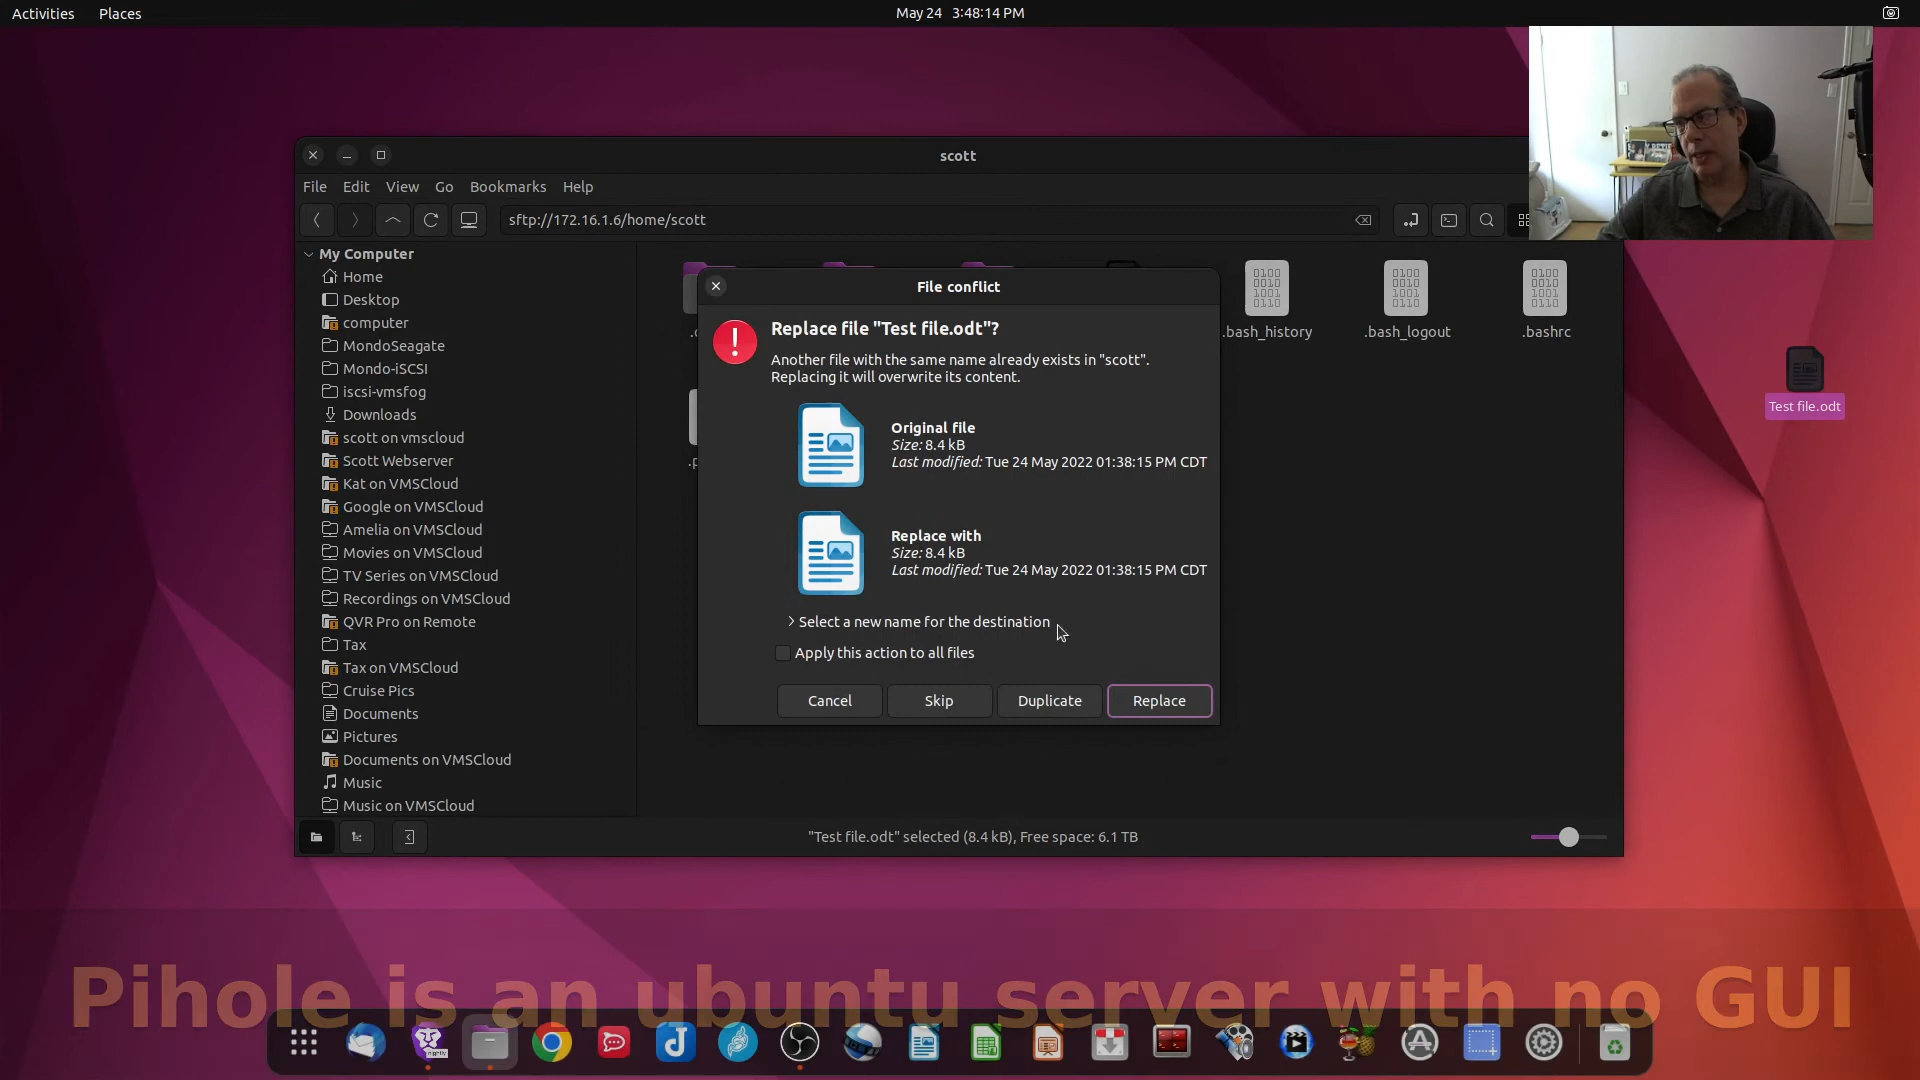 Activities
Places
May 24 3:48:14 PM
scott
File
Edit
View
Go
Bookmarks
Help
sftp://172.16.1.6/home/scott
My Computer
Home
Desktop
computer
MondoSeagate
Mondo-iSCSI
iscsi-vmsfog
Downloads
scott on vmscloud
Scott Webserver
Kat on VMSCloud
Google on VMSCloud
Amelia on VMSCloud
Movies on VMSCloud
TV Series on VMSCloud
Recordings on VMSCloud
QVR Pro on Remote
Tax
Tax on VMSCloud
Cruise Pics
Documents
Pictures
Documents on VMSCloud
Music
Music on VMSCloud
.bash_history
.bash_logout
.bashrc
Test file.odt
File conflict
Replace file "Test file.odt"?
Another file with the same name already exists in "scott".
Replacing it will overwrite its content.
Original file
Size: 8.4 kB
Last modified: Tue 24 May 2022 01:38:15 PM CDT
Replace with
Size: 8.4 kB
Last modified: Tue 24 May 2022 01:38:15 PM CDT
Select a new name for the destination
Apply this action to all files
Cancel
Skip
Duplicate
Replace
"Test file.odt" selected (8.4 kB), Free space: 6.1 TB
Pihole is an ubuntu server with no GUI
nightly